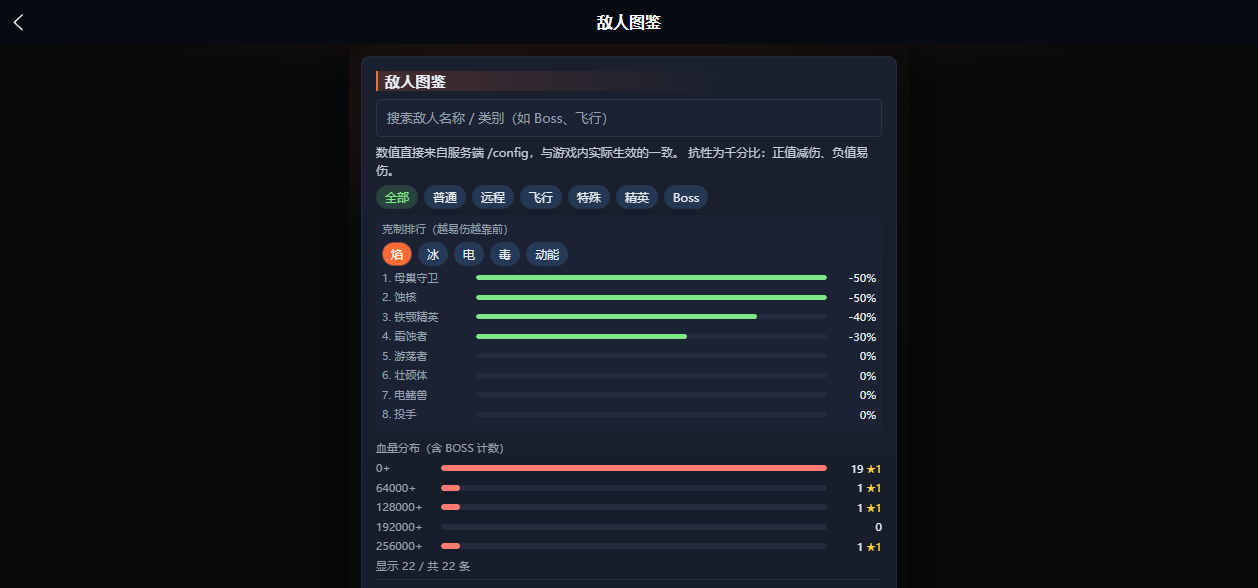 敌人图鉴
敌人图鉴
搜索敌人名称 / 类别（如 Boss、飞行）
数值直接来自服务端 /config，与游戏内实际生效的一致。 抗性为千分比：正值减伤、负值易
伤。
全部 普通 远程 飞行 特殊 精英 Boss
克制排行（越易伤越靠前）
焰 冰 电 毒 动能
1. 母巢守卫 -50%
2. 蚀核 -50%
3. 铁颚精英 -40%
4. 霜蚀者 -30%
5. 游荡者 0%
6. 壮硕体 0%
7. 电鳍兽 0%
8. 投手 0%
血量分布（含 BOSS 计数）
0+ 19 ★1
64000+ 1 ★1
128000+ 1 ★1
192000+ 0
256000+ 1 ★1
显示 22 / 共 22 条